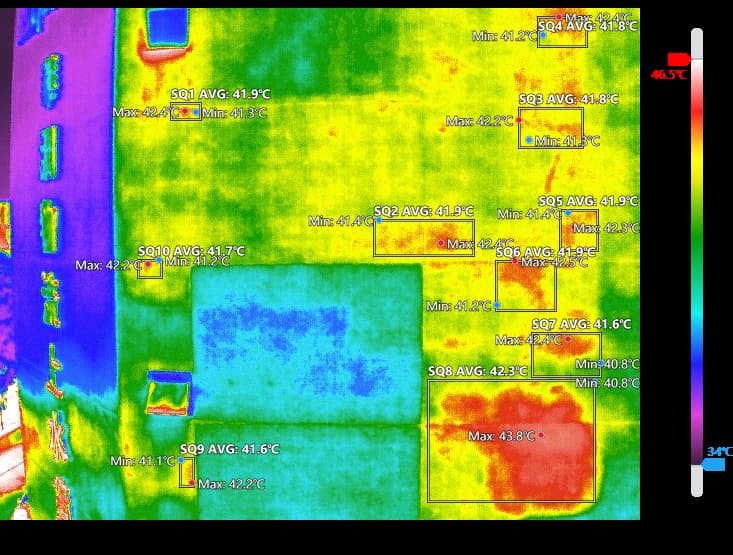 Max: 42.4℃
SQ4 AVG: 41.8℃
Min: 41.2℃
46.5℃
SQ1 AVG: 41.9℃
Max: 42.4℃
Min: 41.3℃
SQ3 AVG: 41.8℃
Max: 42.2℃
Min: 41.3℃
SQ5 AVG: 41.9℃
Min: 41.4℃
Max: 42.3℃
SQ2 AVG: 41.9℃
Min: 41.4℃
Max: 42.4℃
SQ10 AVG: 41.7℃
Max: 42.2℃
Min: 41.2℃
SQ6 AVG: 41.9℃
Max: 42.5℃
Min: 41.2℃
SQ7 AVG: 41.6℃
Max: 42.4℃
Min: 40.8℃
SQ8 AVG: 42.3℃
Min: 40.8℃
Max: 43.8℃
SQ9 AVG: 41.6℃
Min: 41.1℃
Max: 42.2℃
34℃